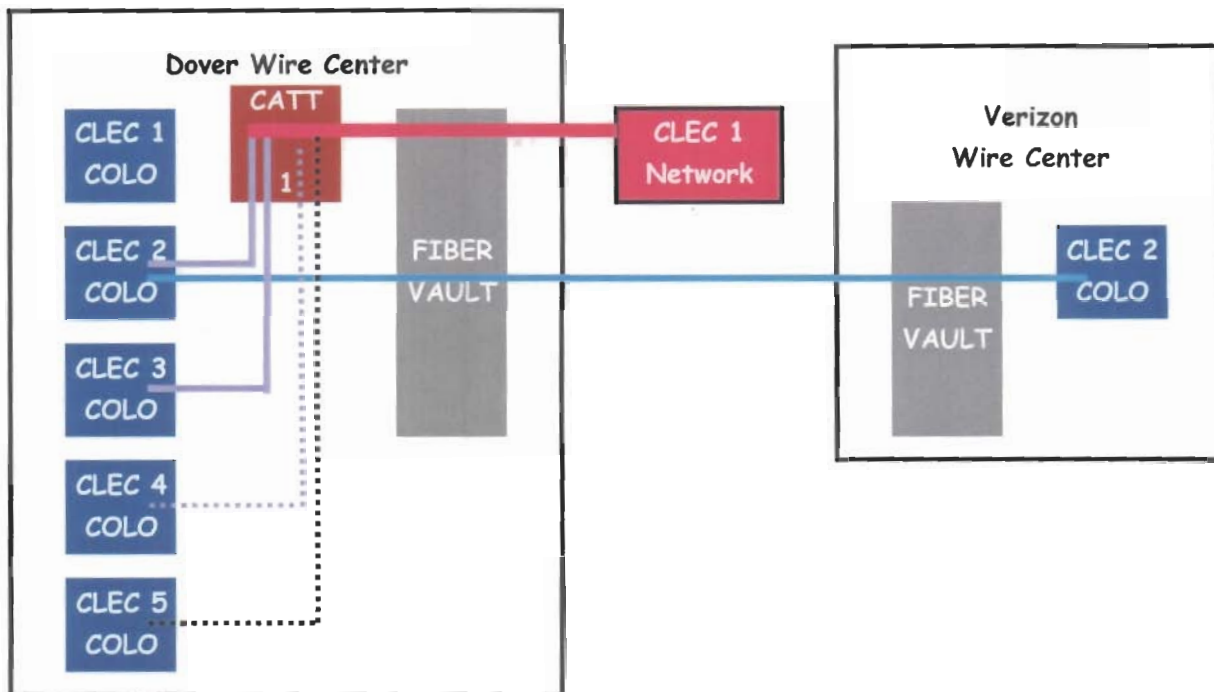 Dover Wire Center
CATT
1
CLEC 1
COLO
CLEC 2
COLO
CLEC 3
COLO
CLEC 4
COLO
CLEC 5
COLO
FIBER
VAULT
CLEC 1
Network
Verizon
Wire Center
FIBER
VAULT
CLEC 2
COLO